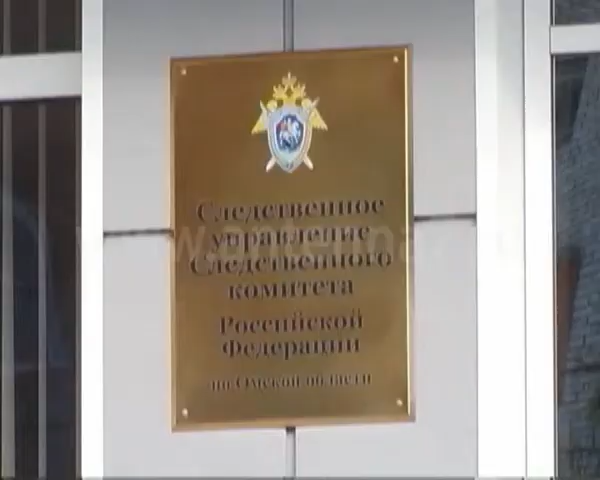 Следственное
управление
Следственного
комитета
Российской
Федерации
по Омской области